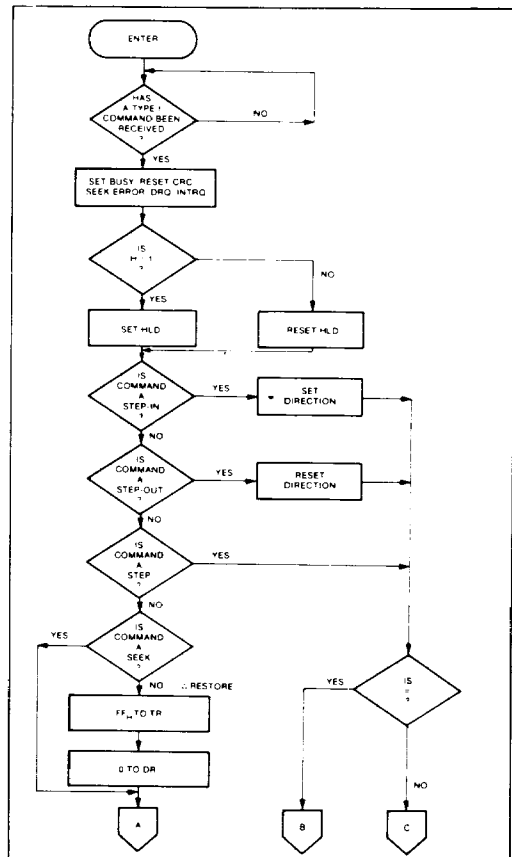 ENTER
HAS
A TYPE I
COMMAND BEEN
RECEIVED
?
NO
YES
SET BUSY, RESET CRC
SEEK ERROR, DRQ, INTRQ
IS
?
NO
YES
SET HLD
RESET HLD
IS
COMMAND
A
STEP-IN
?
YES
SET
DIRECTION
NO
IS
COMMAND
A
STEP-OUT
?
YES
RESET
DIRECTION
NO
IS
COMMAND
A
STEP
?
YES
NO
IS
COMMAND
A
SEEK
?
YES
NO ∴ RESTORE
FFH TO TR
0 TO DR
A
IS
?
YES
NO
B
C